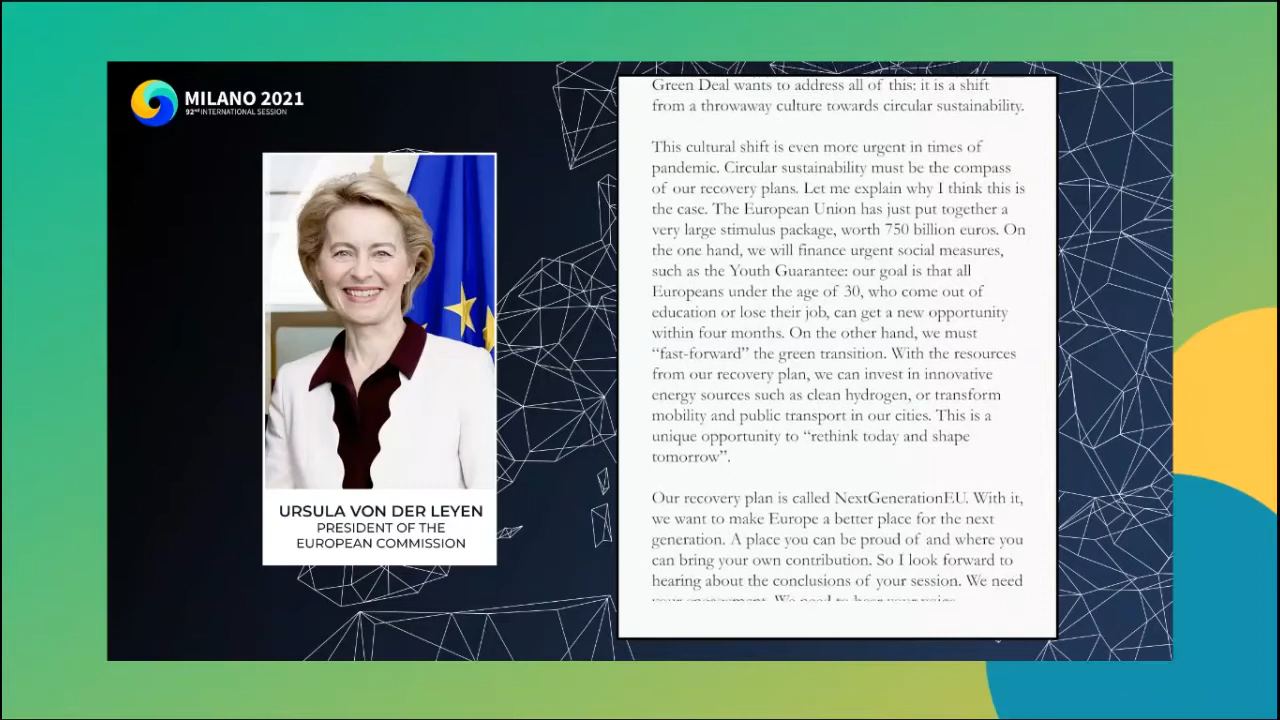 MILANO 2021
92nd INTERNATIONAL SESSION
URSULA VON DER LEYEN
PRESIDENT OF THE
EUROPEAN COMMISSION
Green Deal wants to address all of this: it is a shift
from a throwaway culture towards circular sustainability.
This cultural shift is even more urgent in times of
pandemic. Circular sustainability must be the compass
of our recovery plans. Let me explain why I think this is
the case. The European Union has just put together a
very large stimulus package, worth 750 billion euros. On
the one hand, we will finance urgent social measures,
such as the Youth Guarantee: our goal is that all
Europeans under the age of 30, who come out of
education or lose their job, can get a new opportunity
within four months. On the other hand, we must
“fast-forward” the green transition. With the resources
from our recovery plan, we can invest in innovative
energy sources such as clean hydrogen, or transform
mobility and public transport in our cities. This is a
unique opportunity to “rethink today and shape
tomorrow”.
Our recovery plan is called NextGenerationEU. With it,
we want to make Europe a better place for the next
generation. A place you can be proud of and where you
can bring your own contribution. So I look forward to
hearing about the conclusions of your session. We need
your engagement. We need to hear your voice